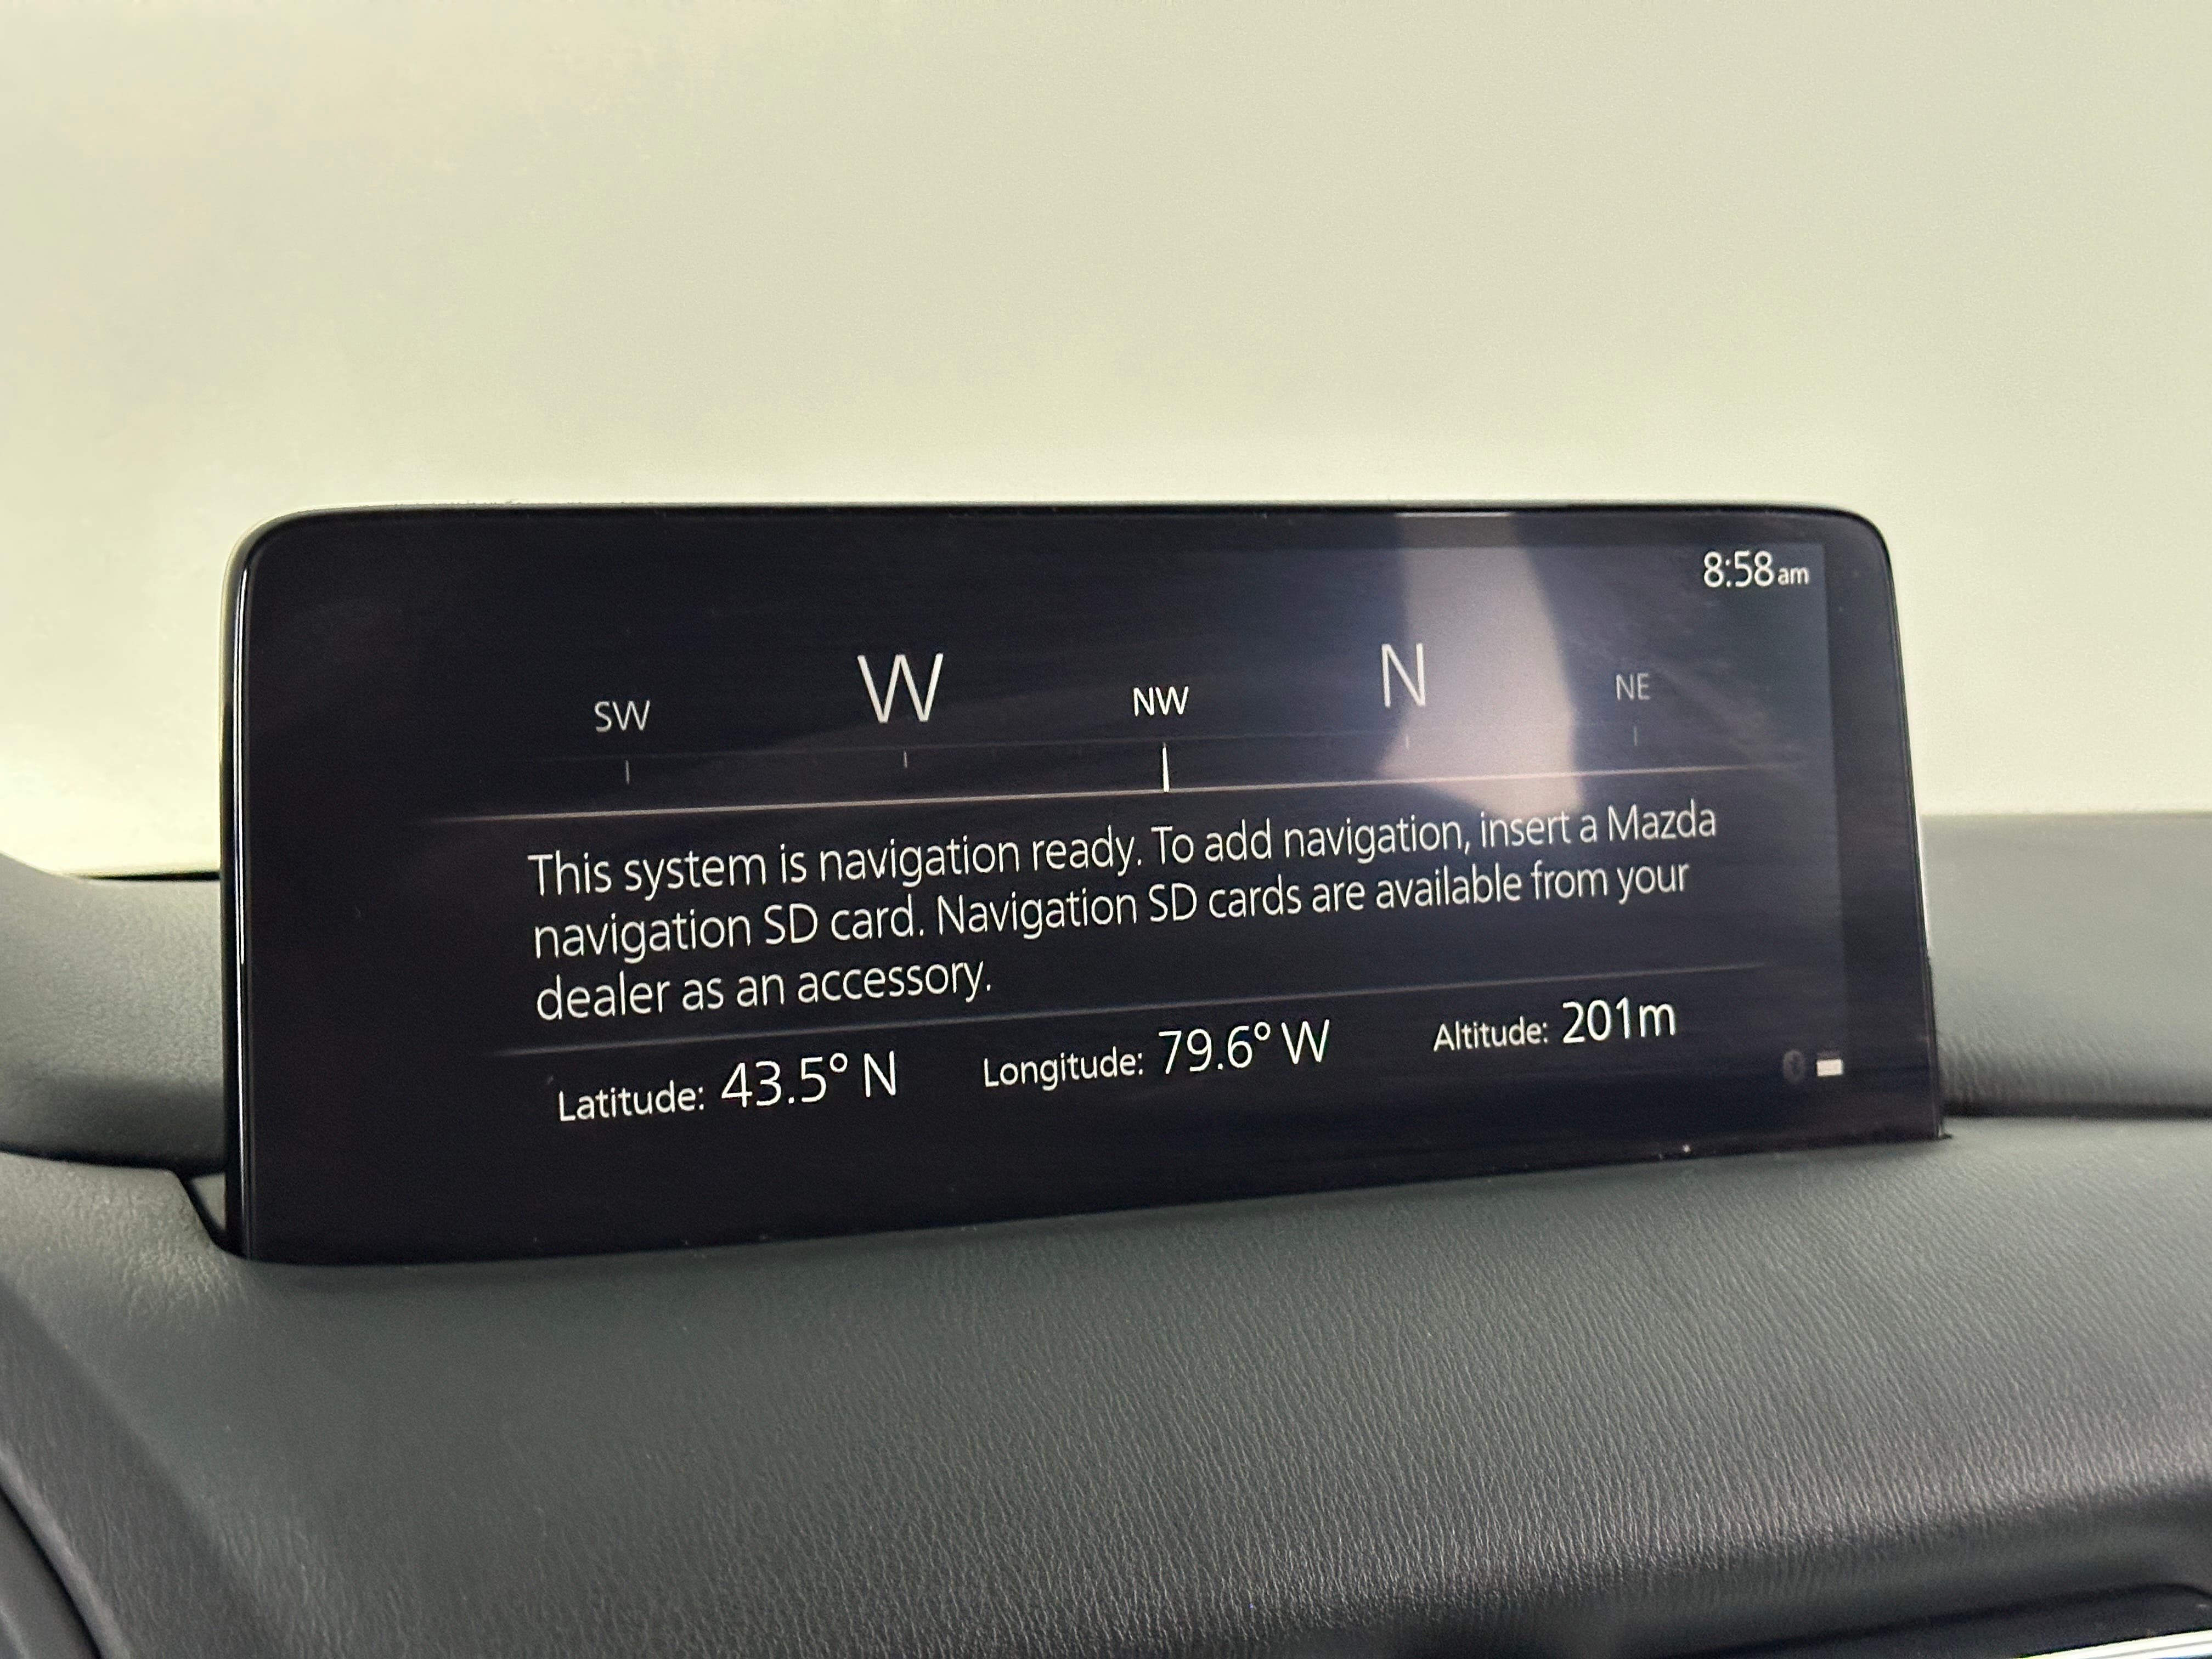 8:58am
SW W NW N NE
This system is navigation ready. To add navigation, insert a Mazda
navigation SD card. Navigation SD cards are available from your
dealer as an accessory.
Latitude: 43.5° N Longitude: 79.6° W Altitude: 201m